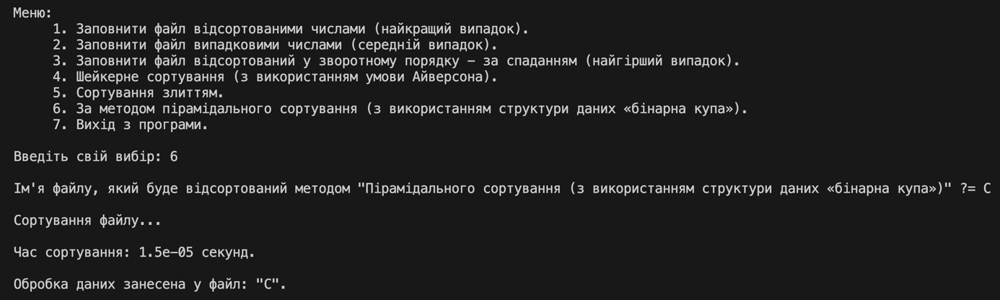 Меню:
1. Заповнити файл відсортованими числами (найкращий випадок).
2. Заповнити файл випадковими числами (середній випадок).
3. Заповнити файл відсортований у зворотному порядку – за спаданням (найгірший випадок).
4. Шейкерне сортування (з використанням умови Айверсона).
5. Сортування злиттям.
6. За методом пірамідального сортування (з використанням структури даних «бінарна купа»).
7. Вихід з програми.
Введіть свій вибір: 6
Ім'я файлу, який буде відсортований методом "Пірамідального сортування (з використанням структури даних «бінарна купа»)" ?= C
Сортування файлу...
Час сортування: 1.5e-05 секунд.
Обробка даних занесена у файл: "C".